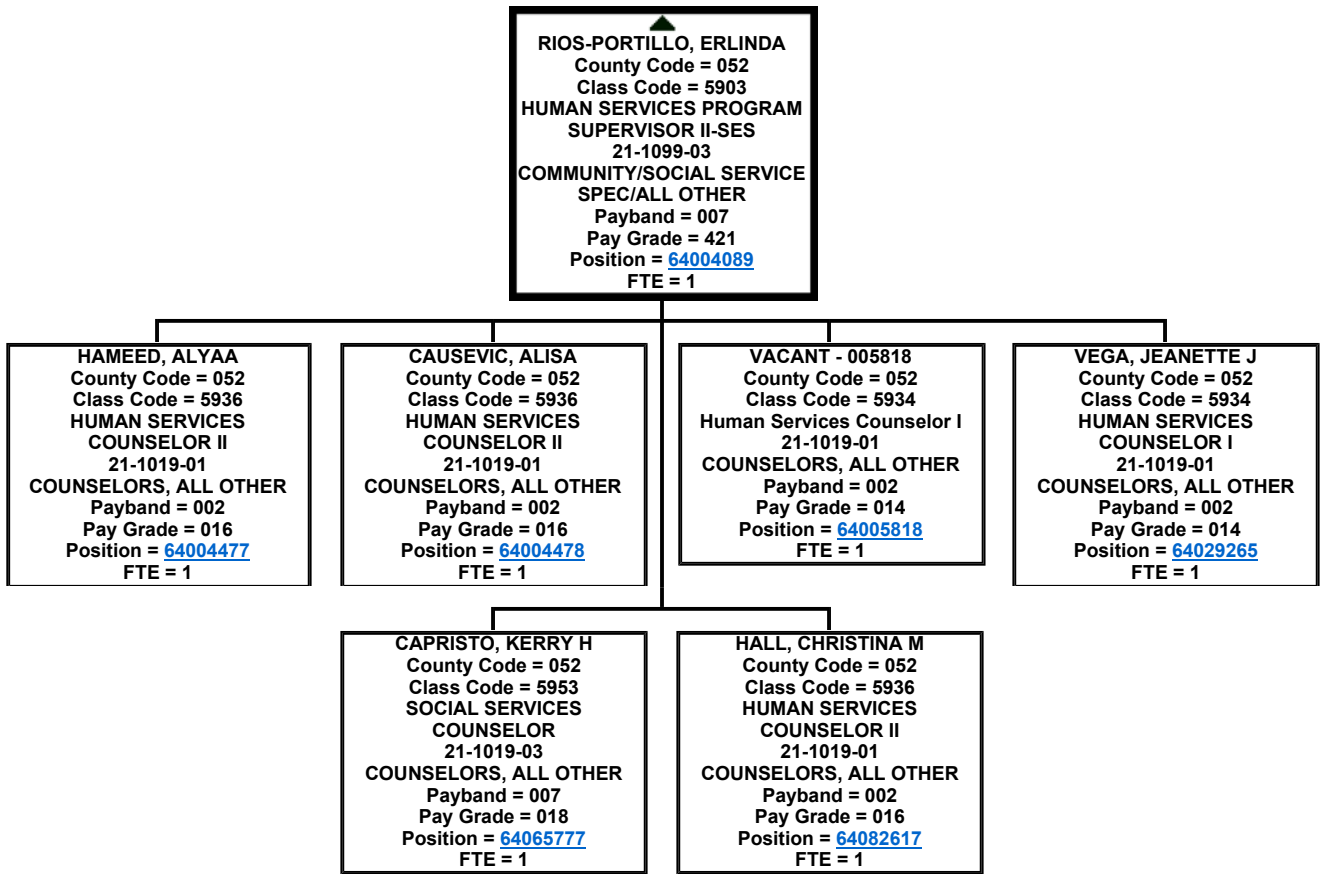 RIOS-PORTILLO, ERLINDA
County Code = 052
Class Code = 5903
HUMAN SERVICES PROGRAM
SUPERVISOR II-SES
21-1099-03
COMMUNITY/SOCIAL SERVICE
SPEC/ALL OTHER
Payband = 007
Pay Grade = 421
Position = 64004089
FTE = 1
HAMEED, ALYAA
County Code = 052
Class Code = 5936
HUMAN SERVICES
COUNSELOR II
21-1019-01
COUNSELORS, ALL OTHER
Payband = 002
Pay Grade = 016
Position = 64004477
FTE = 1
CAUSEVIC, ALISA
County Code = 052
Class Code = 5936
HUMAN SERVICES
COUNSELOR II
21-1019-01
COUNSELORS, ALL OTHER
Payband = 002
Pay Grade = 016
Position = 64004478
FTE = 1
VACANT - 005818
County Code = 052
Class Code = 5934
Human Services Counselor I
21-1019-01
COUNSELORS, ALL OTHER
Payband = 002
Pay Grade = 014
Position = 64005818
FTE = 1
VEGA, JEANETTE J
County Code = 052
Class Code = 5934
HUMAN SERVICES
COUNSELOR I
21-1019-01
COUNSELORS, ALL OTHER
Payband = 002
Pay Grade = 014
Position = 64029265
FTE = 1
CAPRISTO, KERRY H
County Code = 052
Class Code = 5953
SOCIAL SERVICES
COUNSELOR
21-1019-03
COUNSELORS, ALL OTHER
Payband = 007
Pay Grade = 018
Position = 64065777
FTE = 1
HALL, CHRISTINA M
County Code = 052
Class Code = 5936
HUMAN SERVICES
COUNSELOR II
21-1019-01
COUNSELORS, ALL OTHER
Payband = 002
Pay Grade = 016
Position = 64082617
FTE = 1